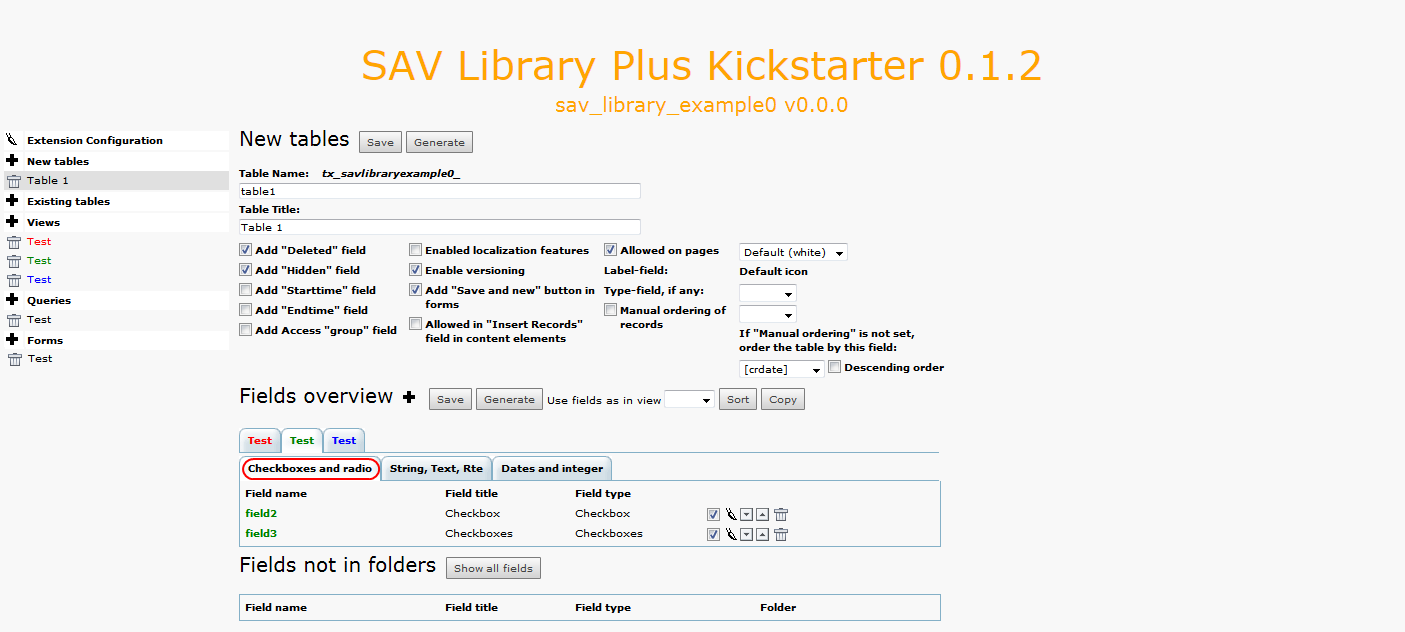 SAV Library Plus Kickstarter 0.1.2
sav_library_example0 v0.0.0
Extension Configuration
New tables
Table 1
Existing tables
Views
Test
Test
Test
Queries
Test
Forms
Test
New tables Save Generate
Table Name: tx_savlibraryexample0_
table1
Table Title:
Table 1
Add "Deleted" field
Add "Hidden" field
Add "Starttime" field
Add "Endtime" field
Add Access "group" field
Enabled localization features
Enable versioning
Add "Save and new" button in
forms
Allowed in "Insert Records"
field in content elements
Allowed on pages
Label-field:
Type-field, if any:
Manual ordering of
records
Default (white)
Default icon
If "Manual ordering" is not set,
order the table by this field:
[crdate] Descending order
Fields overview Save Generate Use fields as in view Sort Copy
Test Test Test
Checkboxes and radio String, Text, Rte Dates and integer
Field name Field title Field type
field2 Checkbox Checkbox
field3 Checkboxes Checkboxes
Fields not in folders Show all fields
Field name Field title Field type Folder